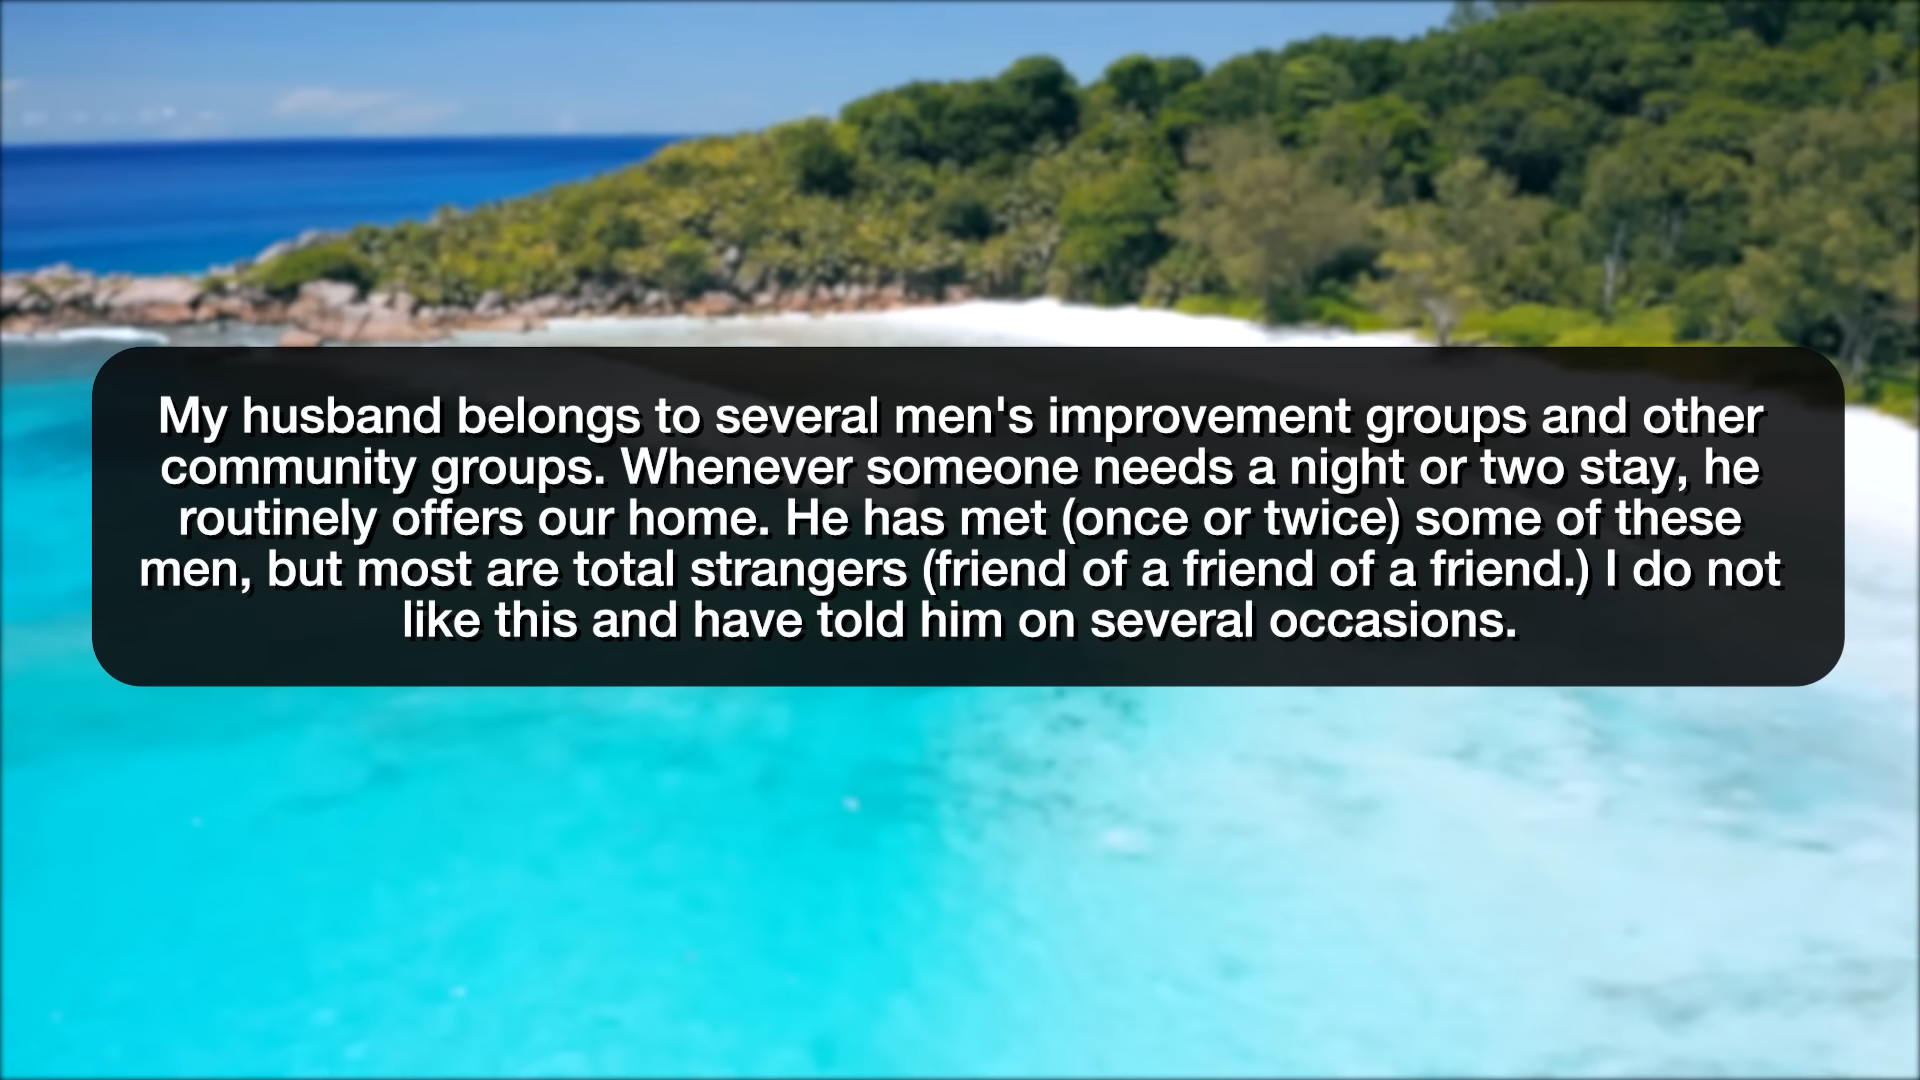 My husband belongs to several men's improvement groups and other
community groups. Whenever someone needs a night or two stay, he
routinely offers our home. He has met (once or twice) some of these
men, but most are total strangers (friend of a friend of a friend.) I do not
like this and have told him on several occasions.